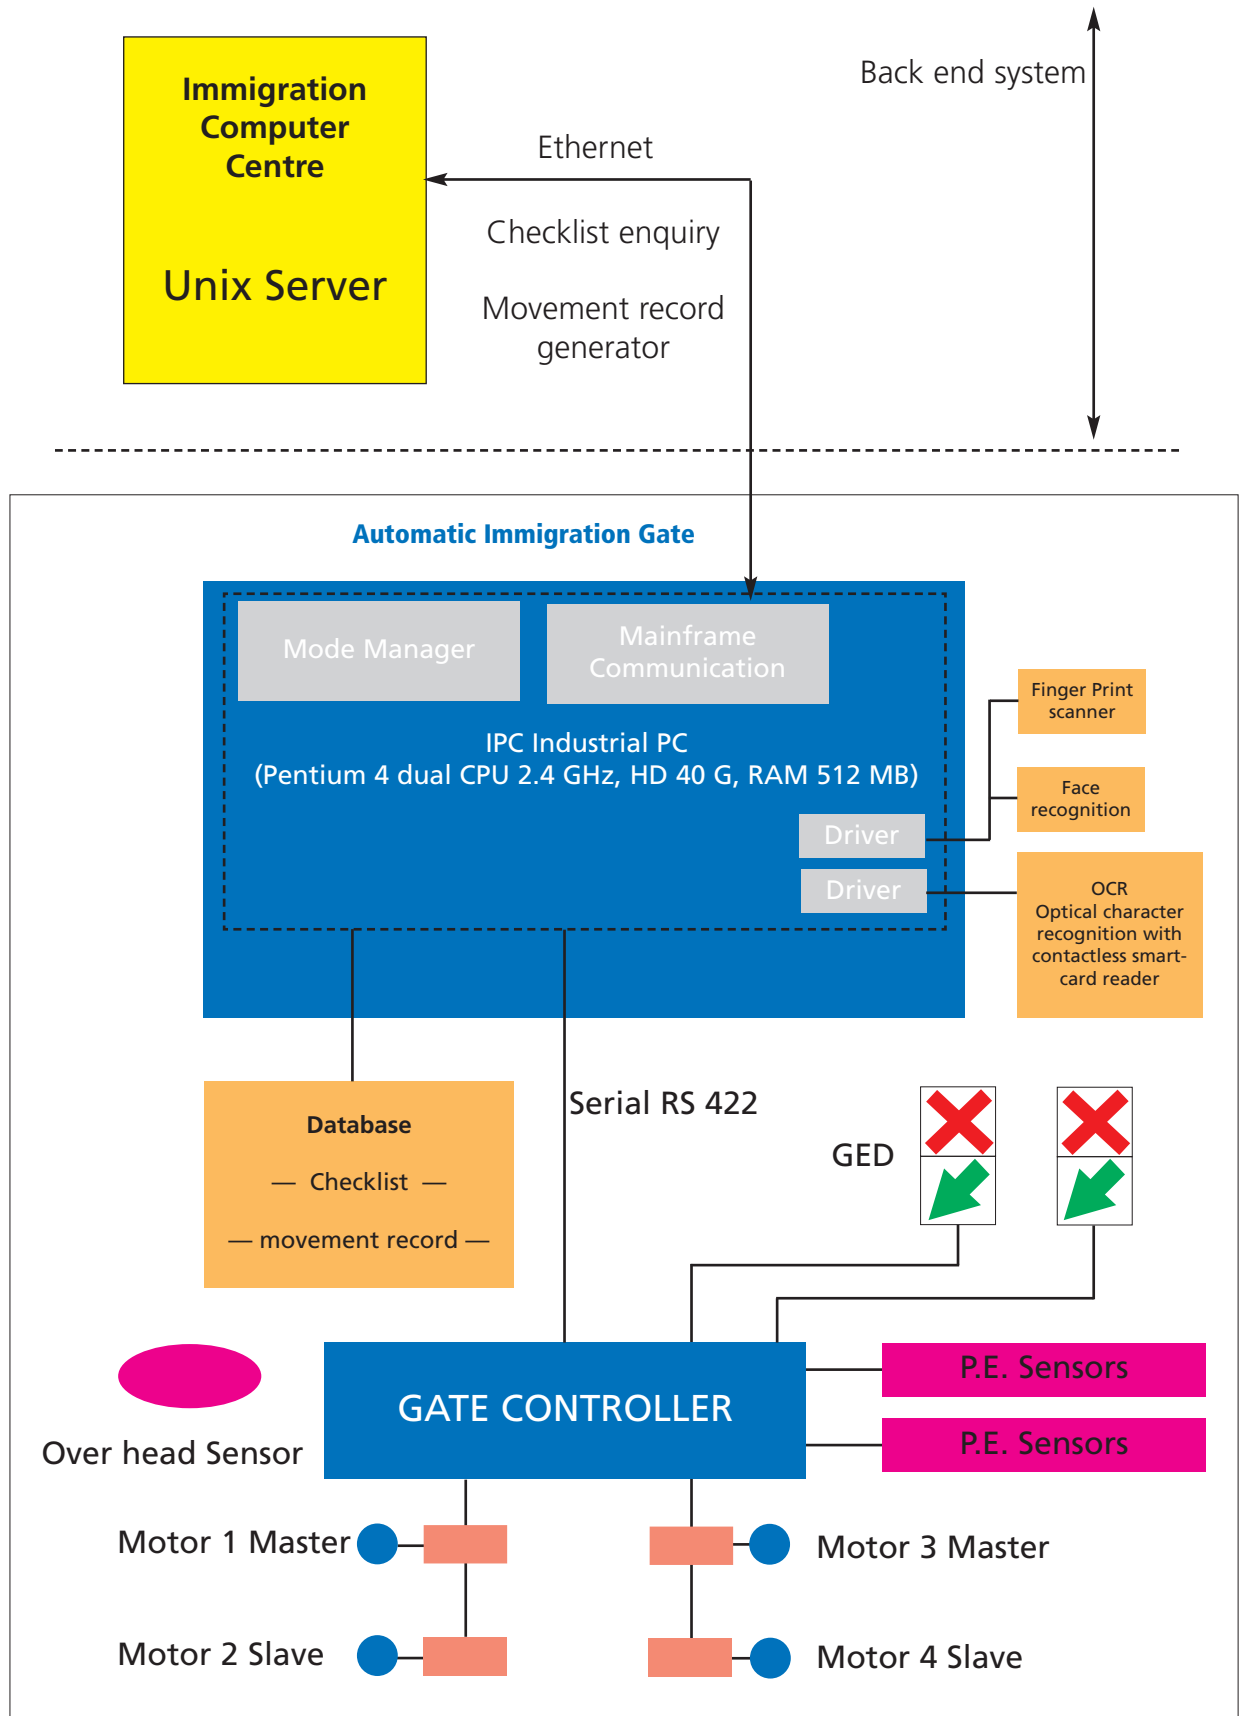 Immigration
Computer
Centre
Unix Server
Back end system
Ethernet
Checklist enquiry
Movement record
generator
Automatic Immigration Gate
Mode Manager
Mainframe
Communication
IPC Industrial PC
(Pentium 4 dual CPU 2.4 GHz, HD 40 G, RAM 512 MB)
Driver
Driver
Finger Print
scanner
Face
recognition
OCR
Optical character
recognition with
contactless smart-
card reader
Database
— Checklist —
— movement record —
Serial RS 422
GED
Over head Sensor
GATE CONTROLLER
P.E. Sensors
P.E. Sensors
Motor 1 Master
Motor 3 Master
Motor 2 Slave
Motor 4 Slave